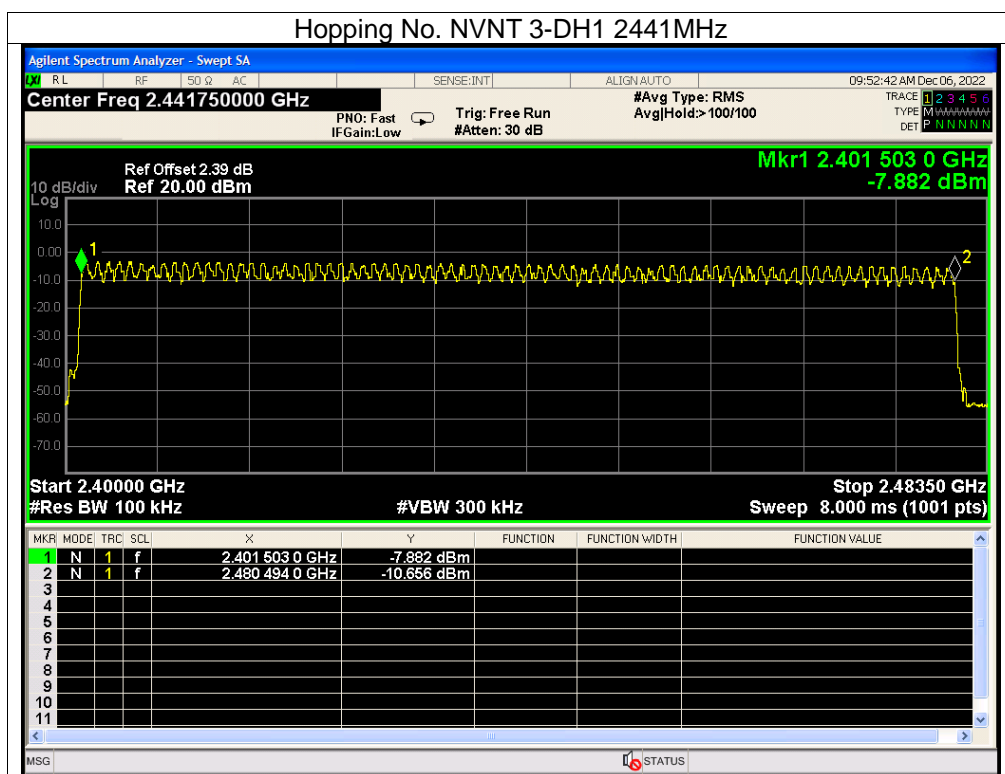 Hopping No. NVNT 3-DH1 2441MHz
Agilent Spectrum Analyzer - Swept SA
LXI RL RF 50 Ω AC SENSE:INT ALIGN AUTO 09:52:42 AM Dec 06, 2022
Center Freq 2.441750000 GHz #Avg Type: RMS TRACE 1 2 3 4 5 6
PNO: Fast Trig: Free Run Avg|Hold:>100/100 TYPE M
IFGain:Low #Atten: 30 dB DET P N N N N N
Mkr1 2.401 503 0 GHz
Ref Offset 2.39 dB
10 dB/div Ref 20.00 dBm -7.882 dBm
Log
10.0
0.00
-10.0
-20.0
-30.0
-40.0
-50.0
-60.0
-70.0
1
2
Start 2.40000 GHz Stop 2.48350 GHz
#Res BW 100 kHz #VBW 300 kHz Sweep 8.000 ms (1001 pts)
MKR MODE TRC SCL X Y FUNCTION FUNCTION WIDTH FUNCTION VALUE
1 N 1 f 2.401 503 0 GHz -7.882 dBm
2 N 1 f 2.480 494 0 GHz -10.656 dBm
3
4
5
6
7
8
9
10
11
MSG STATUS